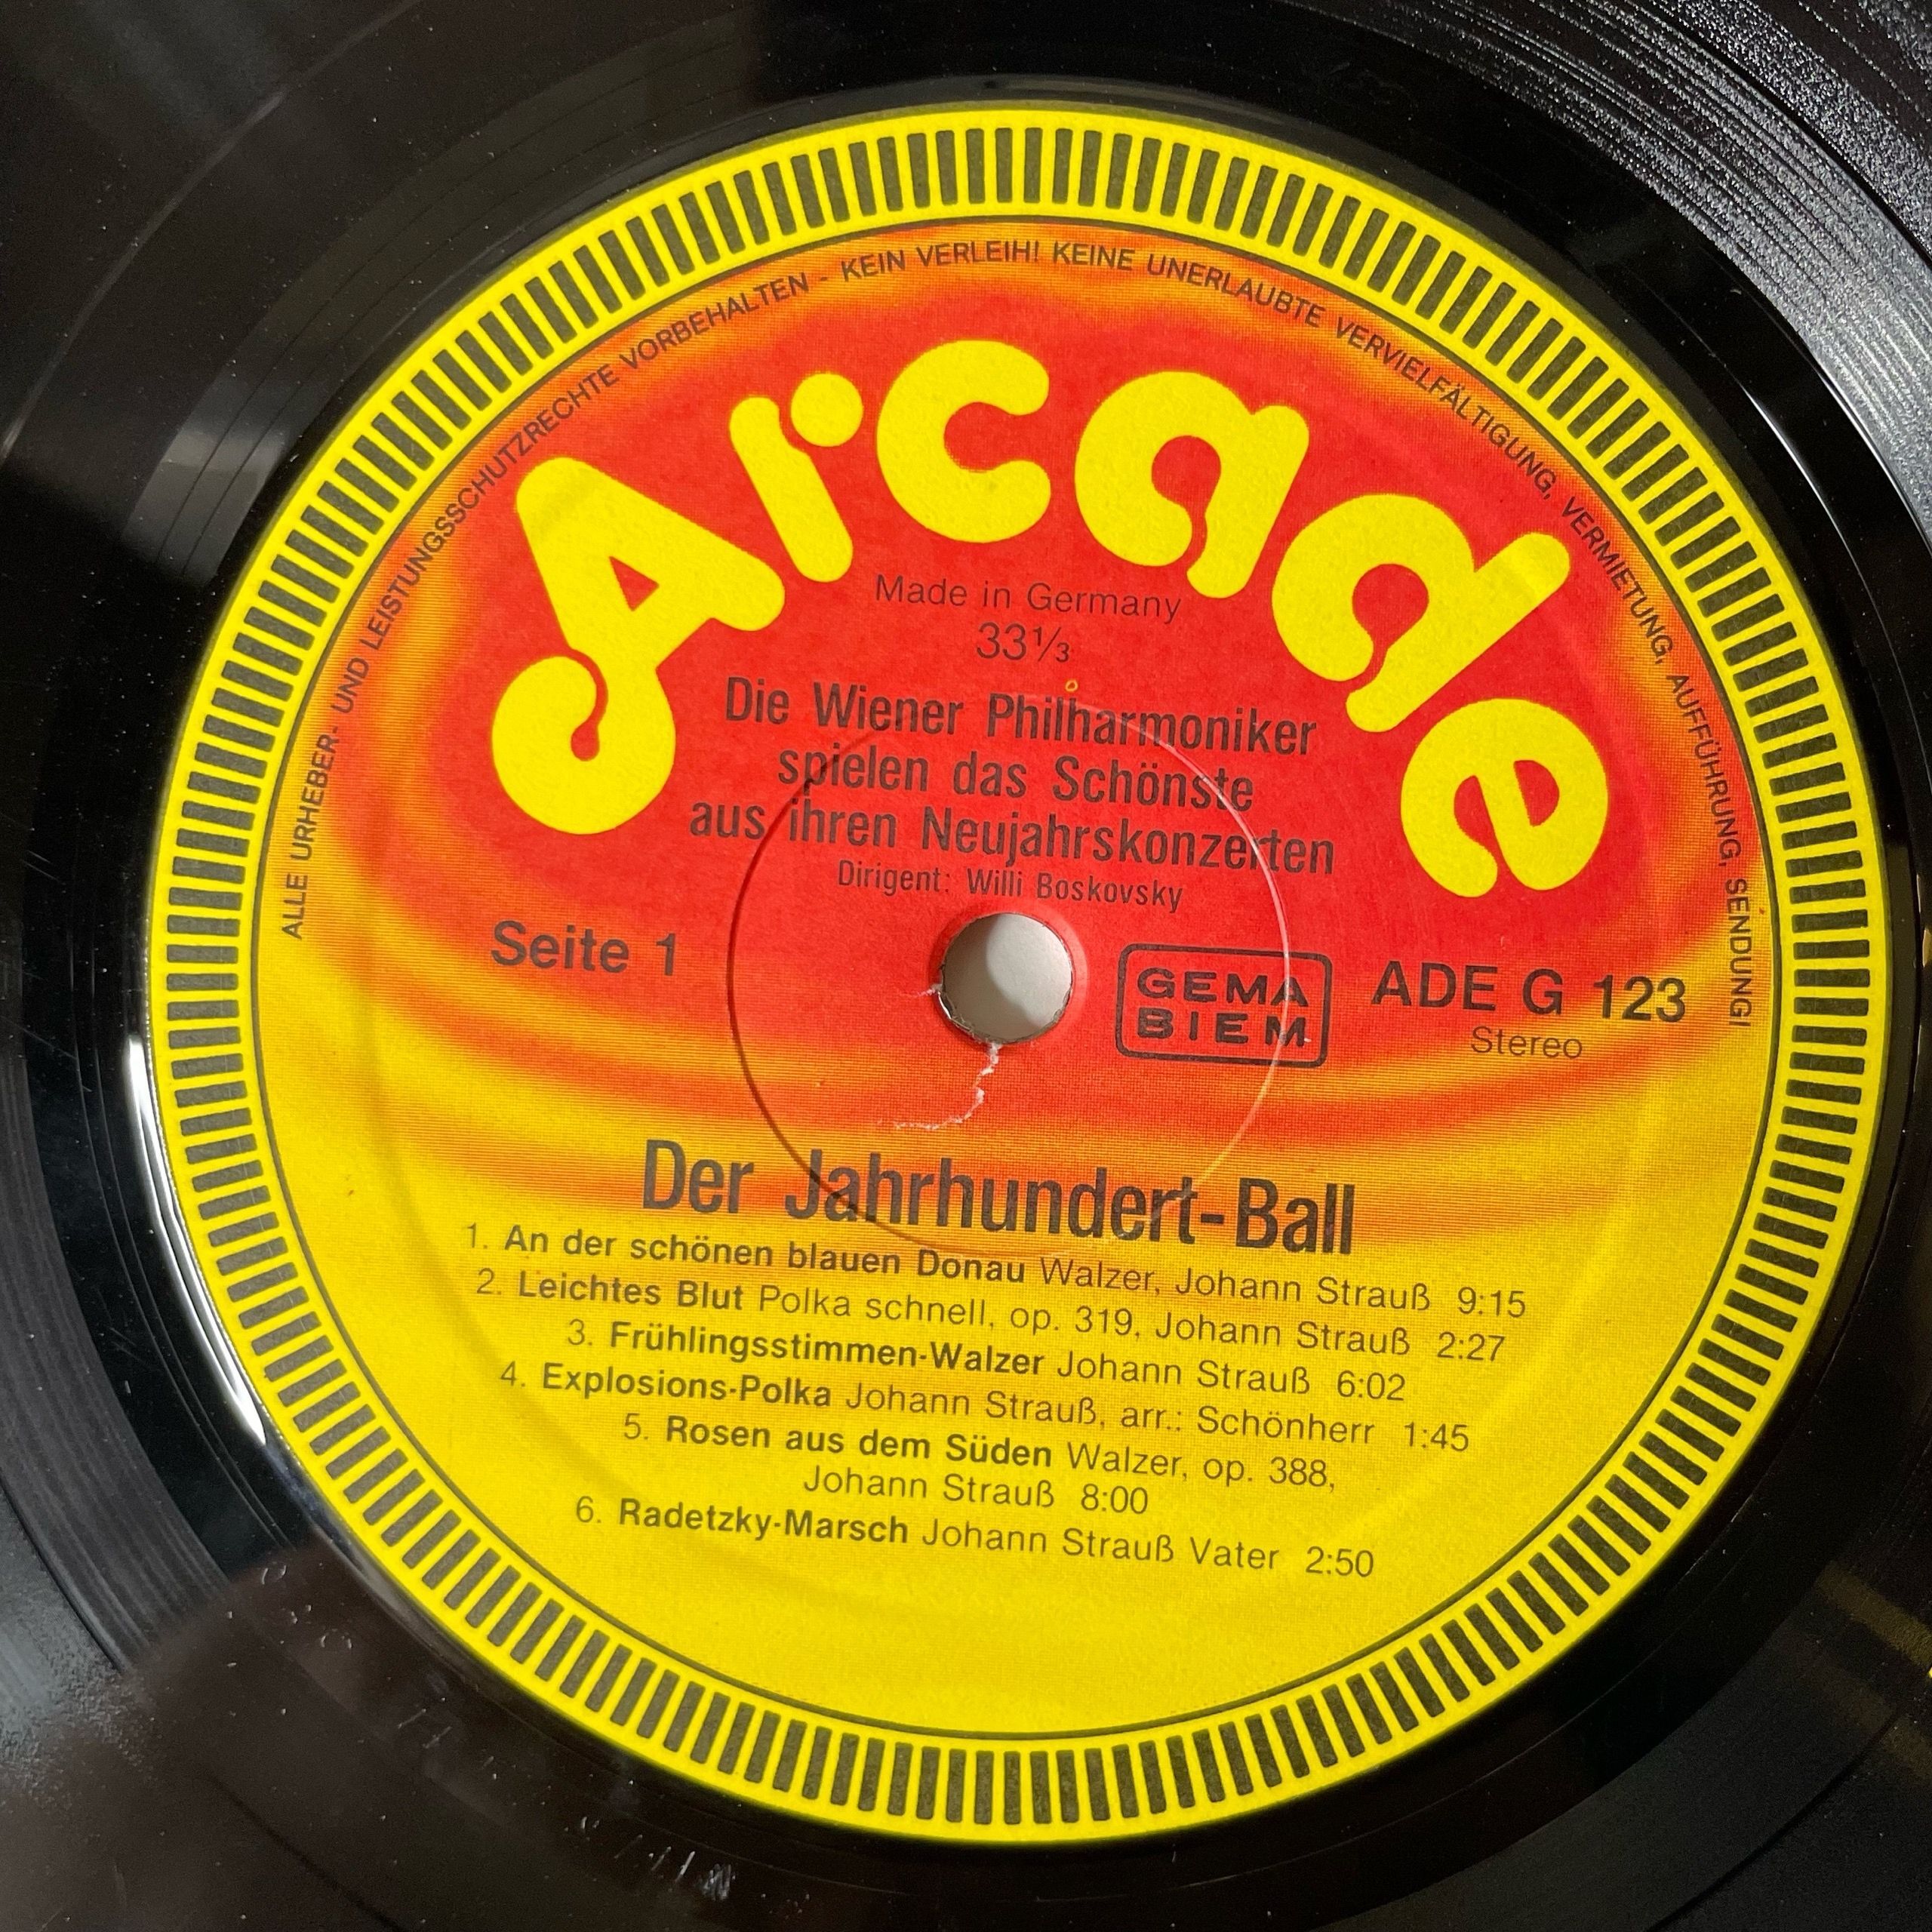 ALLE URHEBER- UND LEISTUNGSSCHUTZRECHTE VORBEHALTEN - KEIN VERLEIH! KEINE UNERLAUBTE VERVIELFÄLTIGUNG, VERMIETUNG, AUFFÜHRUNG, SENDUNG!
Arcade
Made in Germany
33⅓
Die Wiener Philharmoniker
spielen das Schönste
aus ihren Neujahrskonzerten
Dirigent: Willi Boskovsky
Seite 1
GEMA
BIEM
ADE G 123
Stereo
Der Jahrhundert-Ball
1. An der schönen blauen Donau Walzer, Johann Strauß 9:15
2. Leichtes Blut Polka schnell, op. 319, Johann Strauß 2:27
3. Frühlingsstimmen-Walzer Johann Strauß 6:02
4. Explosions-Polka Johann Strauß, arr.: Schönherr 1:45
5. Rosen aus dem Süden Walzer, op. 388,
Johann Strauß 8:00
6. Radetzky-Marsch Johann Strauß Vater 2:50